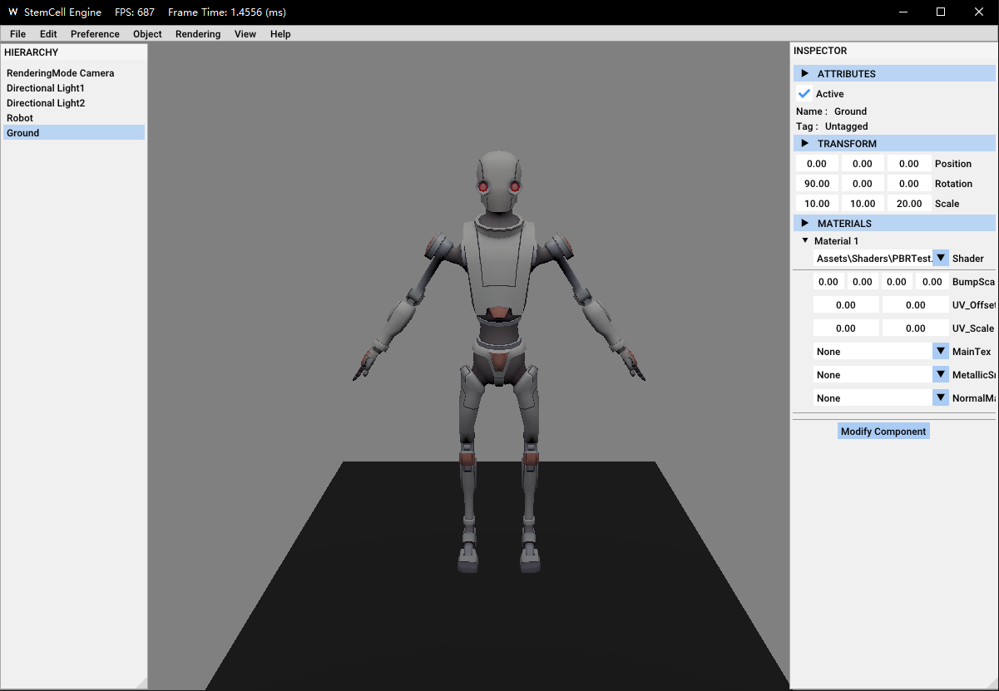 W StemCell Engine FPS: 687 Frame Time: 1.4556 (ms)
File Edit Preference Object Rendering View Help
HIERARCHY
RenderingMode Camera
Directional Light1
Directional Light2
Robot
Ground
INSPECTOR
ATTRIBUTES
Active
Name : Ground
Tag : Untagged
TRANSFORM
0.00 0.00 0.00 Position
90.00 0.00 0.00 Rotation
10.00 10.00 20.00 Scale
MATERIALS
Material 1
Assets\Shaders\PBRTest. Shader
0.00 0.00 0.00 0.00 BumpSca
0.00 0.00 UV_Offset
0.00 0.00 UV_Scale
None MainTex
None MetallicSm
None NormalMa
Modify Component